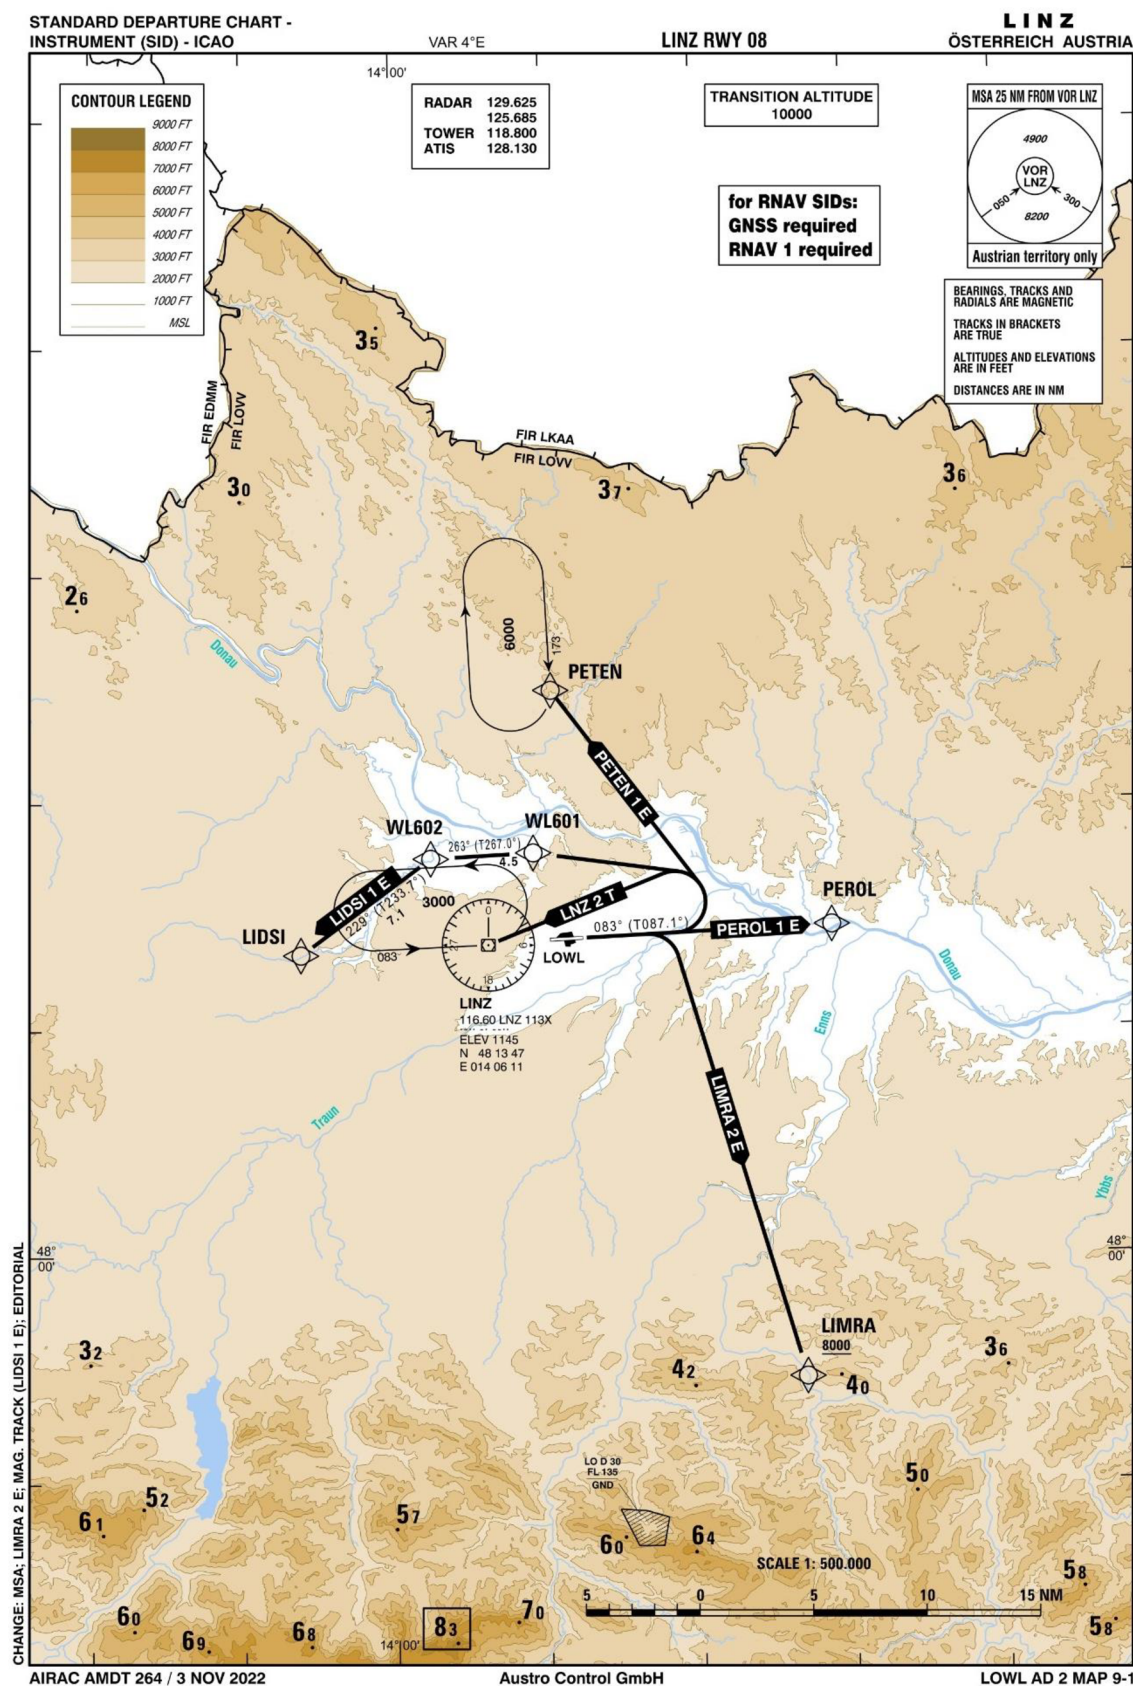 STANDARD DEPARTURE CHART -
INSTRUMENT (SID) - ICAO
VAR 4°E
LINZ RWY 08
LINZ
ÖSTERREICH AUSTRIA
14°00'
CONTOUR LEGEND
9000 FT
8000 FT
7000 FT
6000 FT
5000 FT
4000 FT
3000 FT
2000 FT
1000 FT
MSL
RADAR 129.625
125.685
TOWER 118.800
ATIS 128.130
TRANSITION ALTITUDE
10000
for RNAV SIDs:
GNSS required
RNAV 1 required
MSA 25 NM FROM VOR LNZ
4900
VOR
LNZ
050
300
8200
Austrian territory only
BEARINGS, TRACKS AND
RADIALS ARE MAGNETIC
TRACKS IN BRACKETS
ARE TRUE
ALTITUDES AND ELEVATIONS
ARE IN FEET
DISTANCES ARE IN NM
35
FIR EDMM
FIR LOVV
FIR LKAA
FIR LOVV
30
37
36
26
Donau
6000
173
PETEN
PETEN 1 E
WL602
WL601
263° (T267.0°)
4.5
LIDSI 1 E
229° (T233.7°)
7.1
3000
LNZ 2 T
LIDSI
083
0
27
9
18
LOWL
083° (T087.1°)
PEROL 1 E
PEROL
Donau
Enns
LINZ
116.60 LNZ 113X
ELEV 1145
N 48 13 47
E 014 06 11
Traun
LIMRA 2 E
Ybbs
48°
00'
48°
00'
LIMRA
8000
32
42
40
36
LO D 30
FL 135
GND
50
52
61
57
60
64
SCALE 1: 500.000
58
5 0 5 10 15 NM
60
69
68
83
70
58
14°00'
CHANGE: MSA; LIMRA 2 E; MAG. TRACK (LIDSI 1 E); EDITORIAL
AIRAC AMDT 264 / 3 NOV 2022
Austro Control GmbH
LOWL AD 2 MAP 9-1